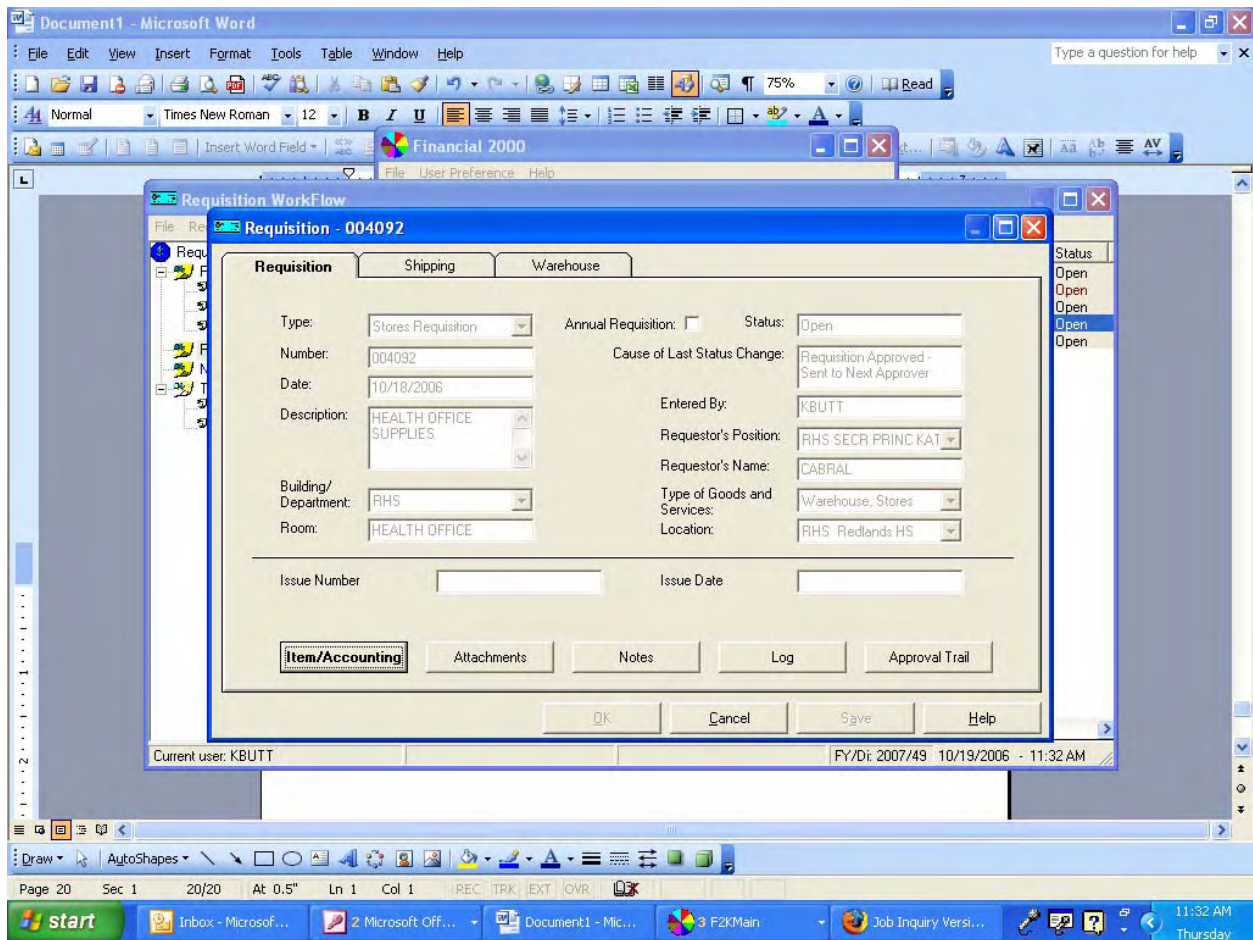 Document1 - Microsoft Word
File Edit View Insert Format Tools Table Window Help
Type a question for help
75%
Read
Normal
Times New Roman
12
B I U
Insert Word Field
Financial 2000
File User Preference Help
Requisition WorkFlow
File
Requisition - 004092
Requisition Shipping Warehouse
Status
Open
Open
Open
Open
Open
Type: Stores Requisition
Annual Requisition:
Status: Open
Number: 004092
Cause of Last Status Change: Requisition Approved -
Sent to Next Approver
Date: 10/18/2006
Entered By: KBUTT
Description: HEALTH OFFICE
SUPPLIES
Requestor's Position: RHS SECR PRINC KAT
Requestor's Name: CABRAL
Building/
Department: RHS
Type of Goods and
Services: Warehouse, Stores
Room: HEALTH OFFICE
Location: RHS Redlands HS
Issue Number
Issue Date
Item/Accounting Attachments Notes Log Approval Trail
OK Cancel Save Help
Current user: KBUTT
FY/Di: 2007/49 10/19/2006 - 11:32 AM
Draw AutoShapes
Page 20 Sec 1 20/20 At 0.5" Ln 1 Col 1 REC TRK EXT OVR
start
Inbox - Microsof...
2 Microsoft Off...
Document1 - Mic...
3 F2KMain
Job Inquiry Versi...
11:32 AM
Thursday